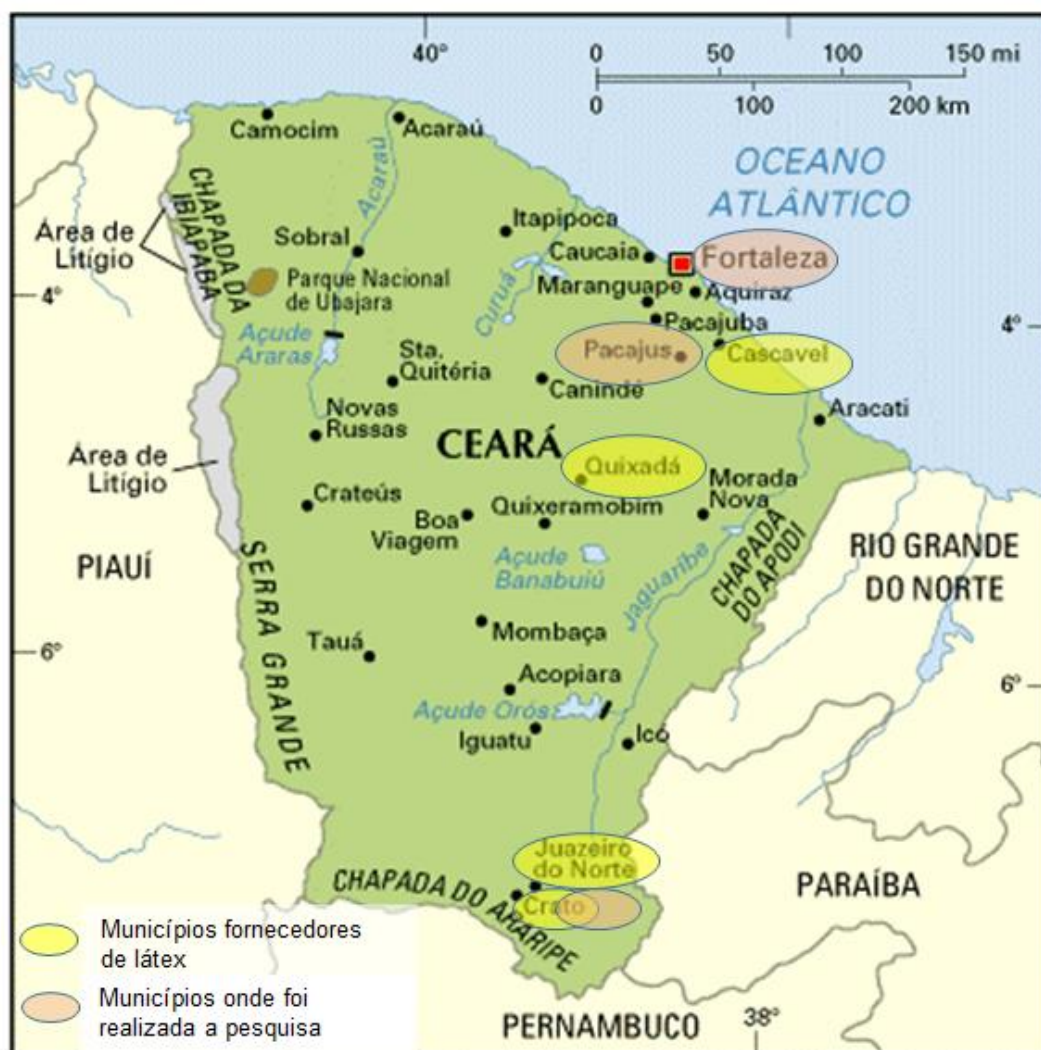 40°
0 50 100 150 mi
0 100 200 km
Camocim
Acaraú
Acaraú
OCEANO
ATLÂNTICO
CHAPADA DA
IBIAPABA
Área de
Litígio
Itapipoca
Sobral
Caucaia
Fortaleza
Parque Nacional
de Ubajara
Curuá
Maranguape
Aquiraz
4°
Pacajuba
4°
Açude
Araras
Pacajus
Cascavel
Sta.
Quitéria
Canindé
Novas
Russas
Aracati
CEARÁ
Área de
Litígio
Quixadá
Crateús
Morada
Nova
Boa
Viagem
Quixeramobim
PIAUÍ
Açude
Banabuiú
Jaguaribe
CHAPADA
DO APODI
RIO GRANDE
DO NORTE
SERRA GRANDE
Mombaça
Tauá
6°
Acopiara
6°
Açude Orós
Iguatu
Icó
Juazeiro
do Norte
CHAPADA DO ARARIPE
Crato
PARAÍBA
Municípios fornecedores
de látex
Municípios onde foi
realizada a pesquisa
PERNAMBUCO
38°